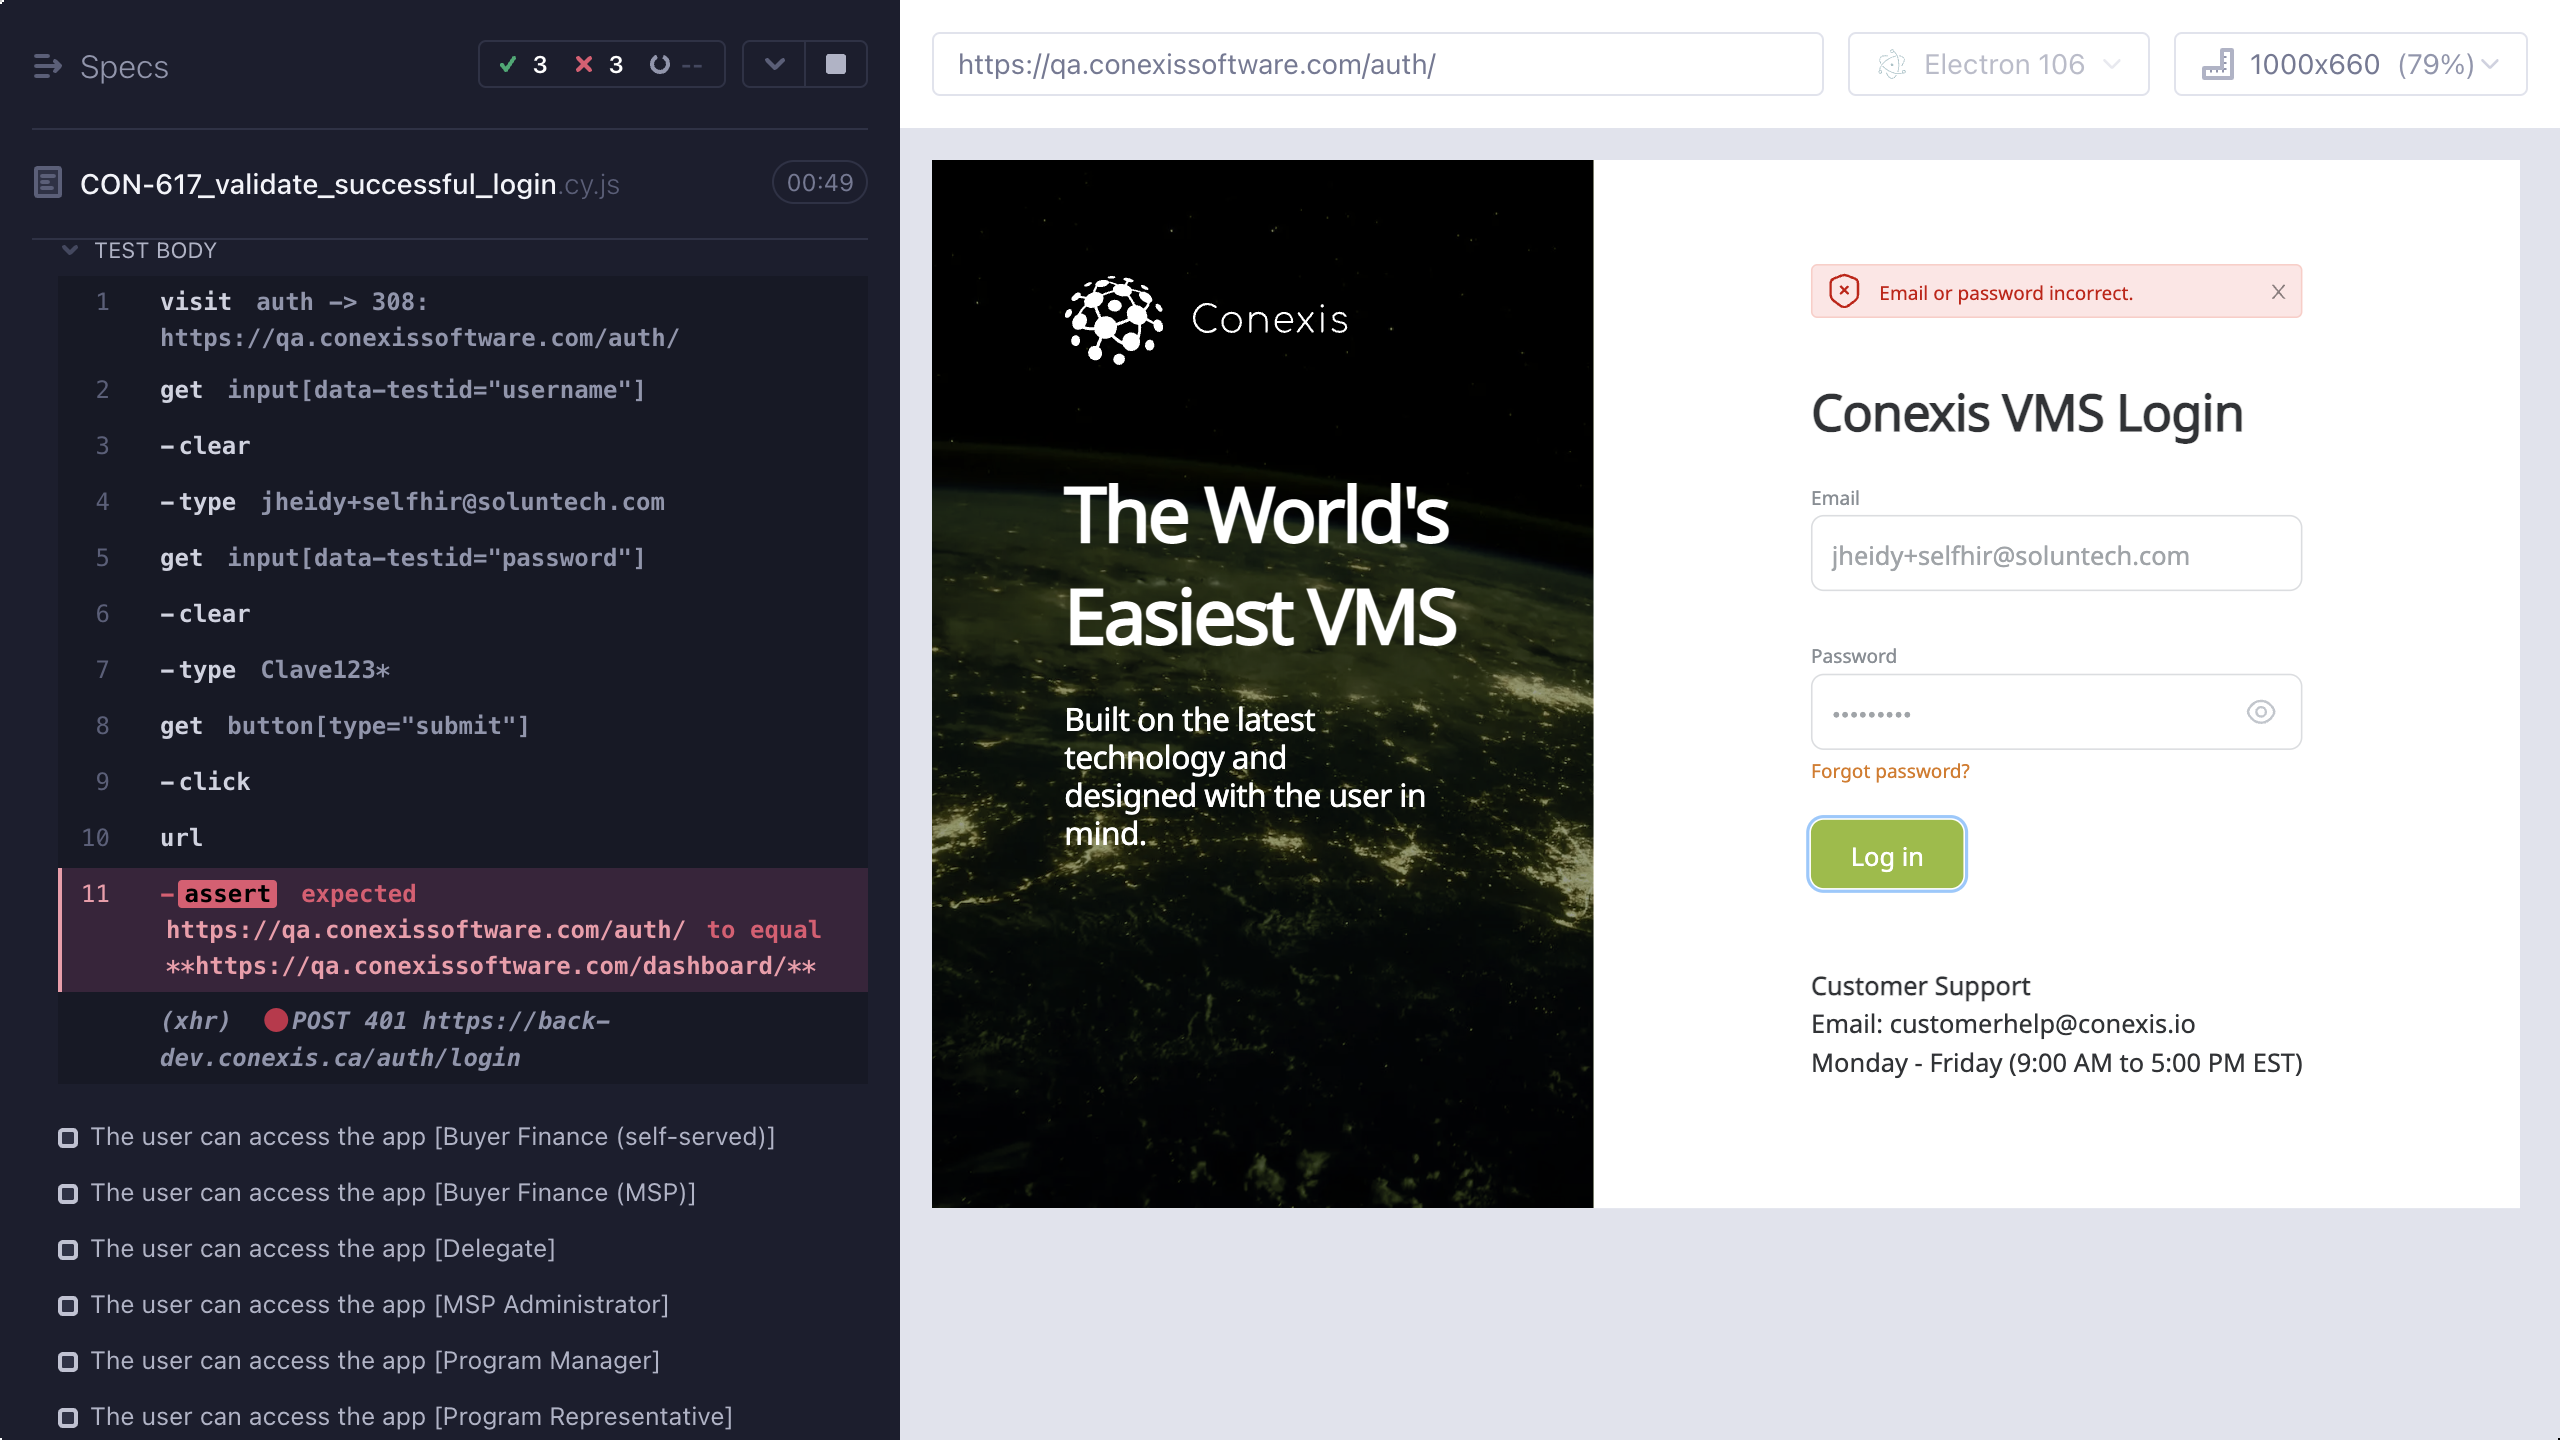 Specs
3 3 --
CON-617_validate_successful_login.cy.js 00:49
TEST BODY
1 visit auth -> 308:
https://qa.conexissoftware.com/auth/
2 get input[data-testid="username"]
3 -clear
4 -type jheidy+selfhir@soluntech.com
5 get input[data-testid="password"]
6 -clear
7 -type Clave123*
8 get button[type="submit"]
9 -click
10 url
11 -assert expected
https://qa.conexissoftware.com/auth/ to equal
**https://qa.conexissoftware.com/dashboard/**
(xhr) POST 401 https://back-
dev.conexis.ca/auth/login
The user can access the app [Buyer Finance (self-served)]
The user can access the app [Buyer Finance (MSP)]
The user can access the app [Delegate]
The user can access the app [MSP Administrator]
The user can access the app [Program Manager]
The user can access the app [Program Representative]
https://qa.conexissoftware.com/auth/
Electron 106
1000x660 (79%)
Conexis
The World's
Easiest VMS
Built on the latest
technology and
designed with the user in
mind.
Email or password incorrect.
Conexis VMS Login
Email
jheidy+selfhir@soluntech.com
Password
•••••••••
Forgot password?
Log in
Customer Support
Email: customerhelp@conexis.io
Monday - Friday (9:00 AM to 5:00 PM EST)